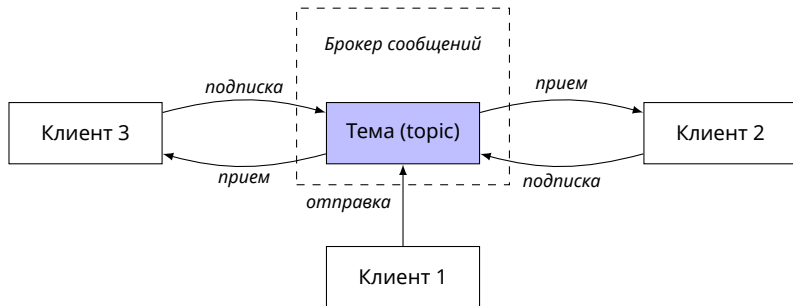 Брокер сообщений
подписка
прием
Клиент 3
Тема (topic)
Клиент 2
прием
подписка
отправка
Клиент 1